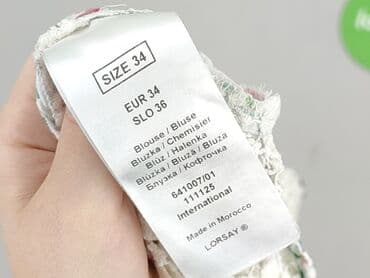 SIZE 34
EUR 34
SLO 36
Blouse / Bluse
Bluzka / Chemisier
Blúz / Halenka
Blúzka / Bluză / Bluza
Блузка / Кофточка
641007/01
111125
International
Made in Morocco
LORSAY ®